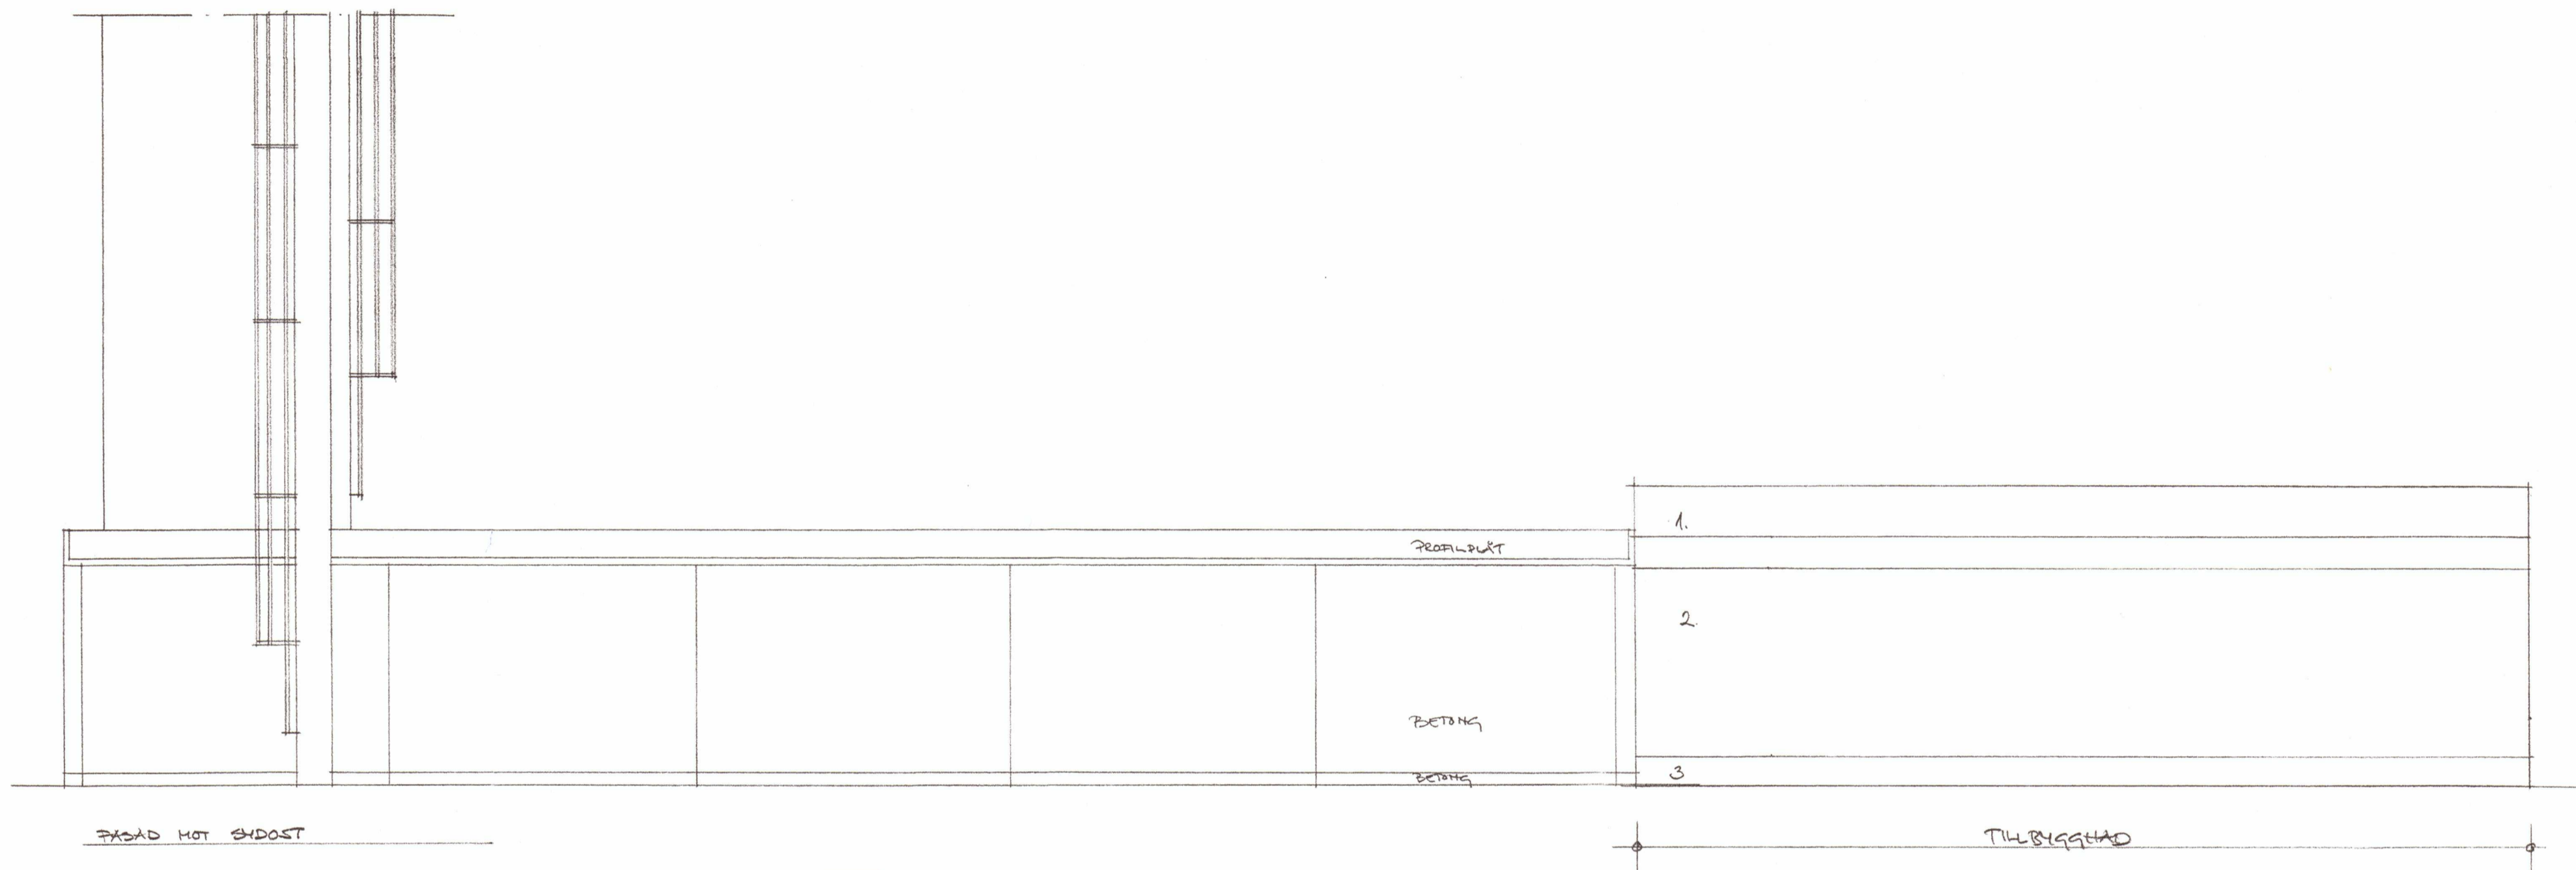 1.
PROFILPLÅT
2.
BETONG
3
BETONG
FASAD MOT SYDOST
TILLBYGGNAD